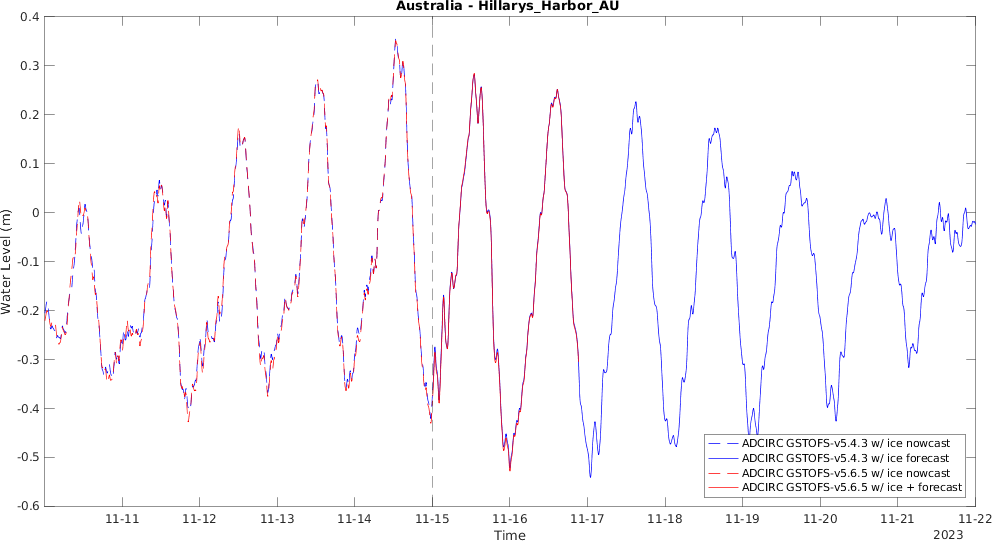 Australia - Hillarys_Harbor_AU
0.4
0.3
0.2
0.1
0
-0.1
-0.2
-0.3
-0.4
-0.5
-0.6
Water Level (m)
ADCIRC GSTOFS-v5.4.3 w/ ice nowcast
ADCIRC GSTOFS-v5.4.3 w/ ice forecast
ADCIRC GSTOFS-v5.6.5 w/ ice nowcast
ADCIRC GSTOFS-v5.6.5 w/ ice + forecast
11-11 11-12 11-13 11-14 11-15 11-16 11-17 11-18 11-19 11-20 11-21 11-22
Time
2023